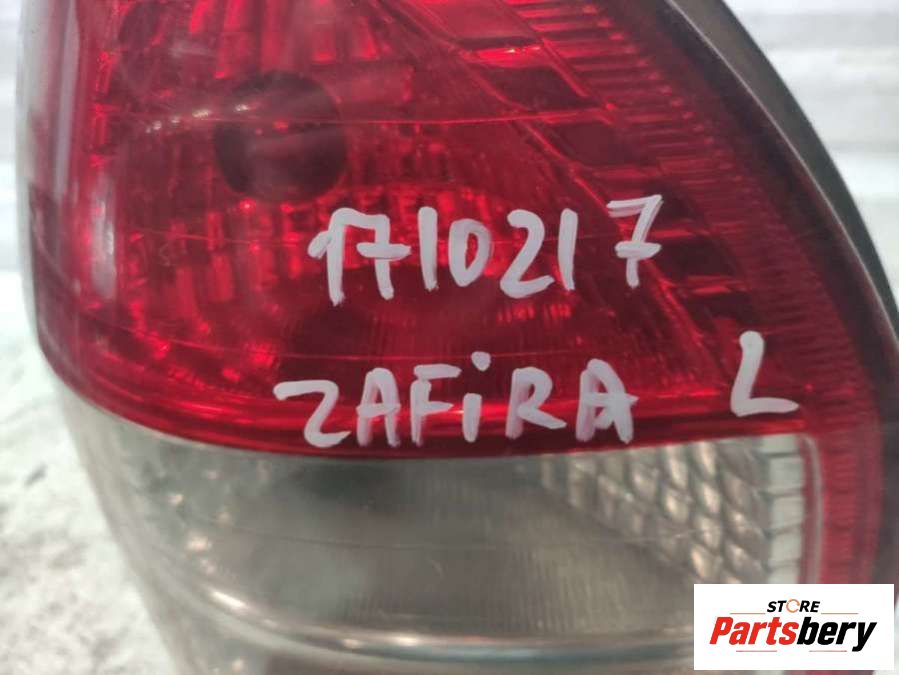 1710217
ZAFiRA L
STORE
Partsbery